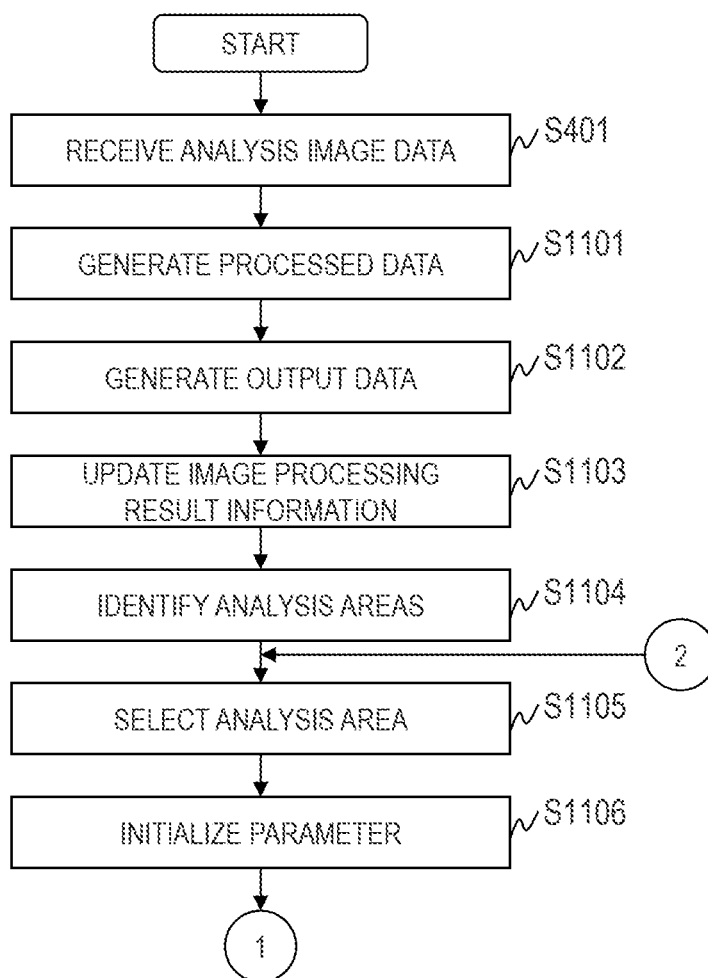 START
RECEIVE ANALYSIS IMAGE DATA
S401
GENERATE PROCESSED DATA
S1101
GENERATE OUTPUT DATA
S1102
UPDATE IMAGE PROCESSING
RESULT INFORMATION
S1103
IDENTIFY ANALYSIS AREAS
S1104
2
SELECT ANALYSIS AREA
S1105
INITIALIZE PARAMETER
S1106
1